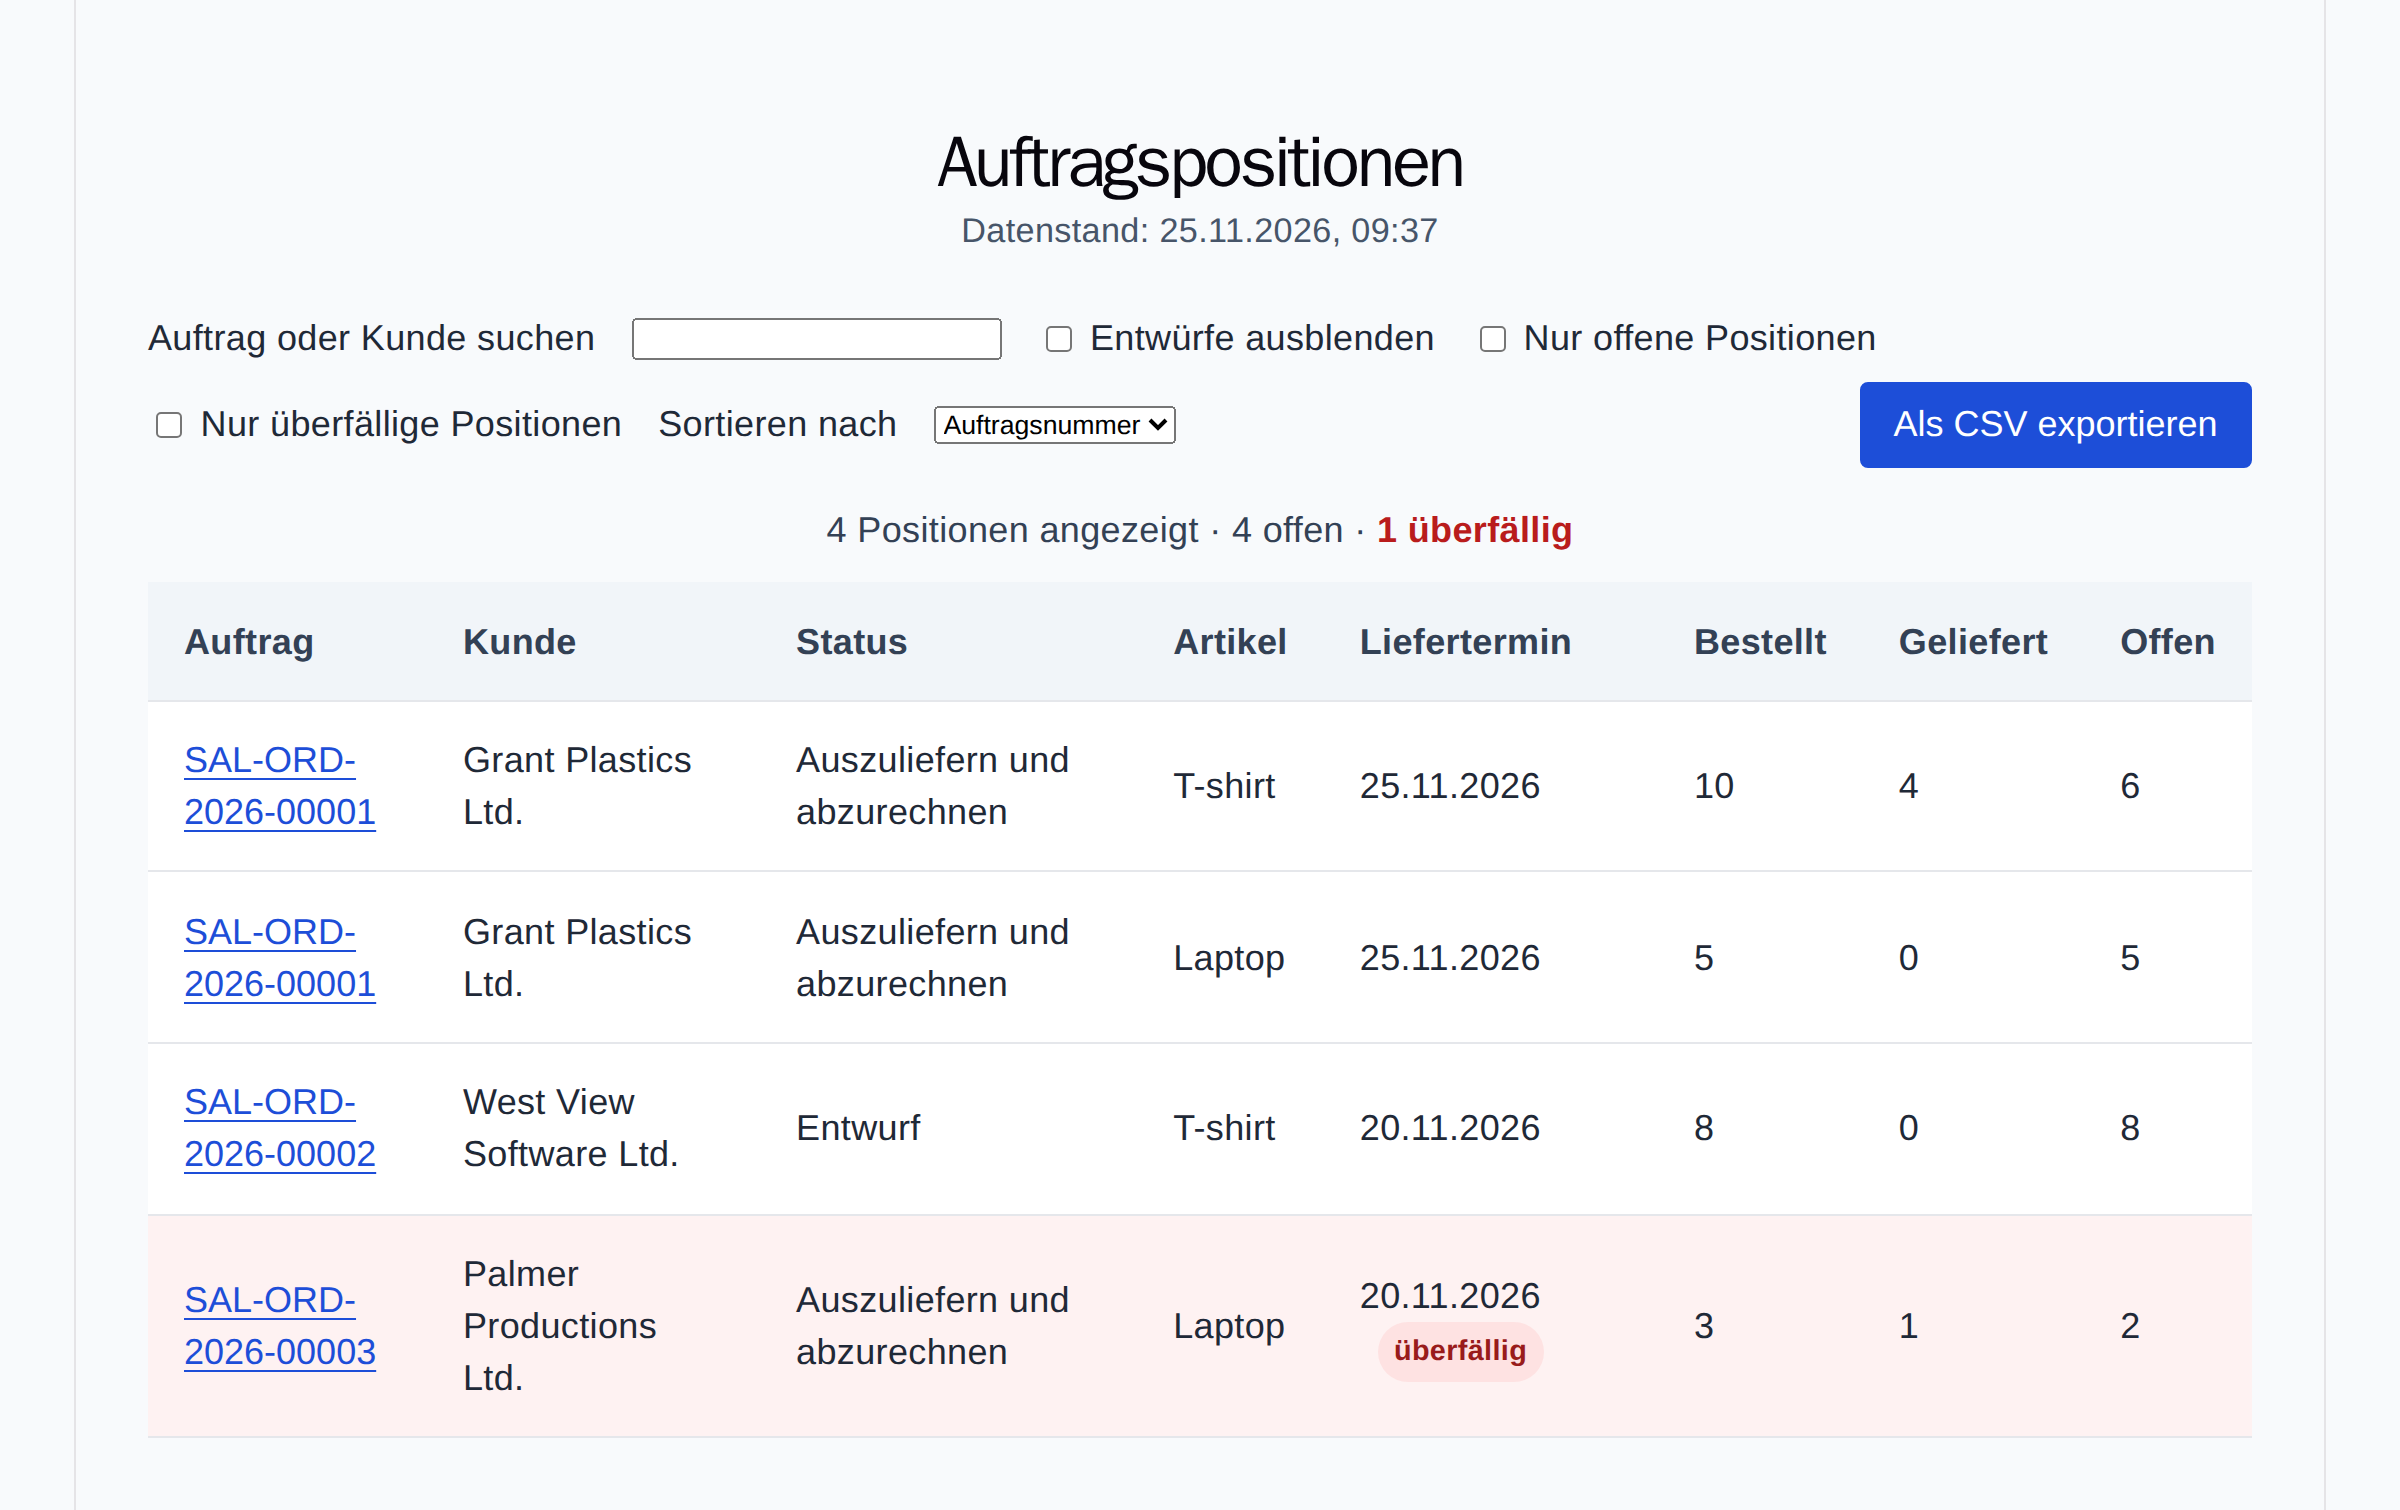 Auftragspositionen
Datenstand: 25.11.2026, 09:37
Auftrag oder Kunde suchen Entwürfe ausblenden Nur offene Positionen
Nur überfällige Positionen Sortieren nach Auftragsnummer Als CSV exportieren
4 Positionen angezeigt · 4 offen · 1 überfällig
Auftrag Kunde Status Artikel Liefertermin Bestellt Geliefert Offen
SAL-ORD- Grant Plastics Auszuliefern und
T-shirt 25.11.2026 10 4 6
2026-00001 Ltd. abzurechnen
SAL-ORD- Grant Plastics Auszuliefern und
Laptop 25.11.2026 5 0 5
2026-00001 Ltd. abzurechnen
SAL-ORD- West View
Entwurf T-shirt 20.11.2026 8 0 8
2026-00002 Software Ltd.
Palmer
SAL-ORD- Auszuliefern und 20.11.2026
Productions Laptop 3 1 2
2026-00003 abzurechnen überfällig
Ltd.